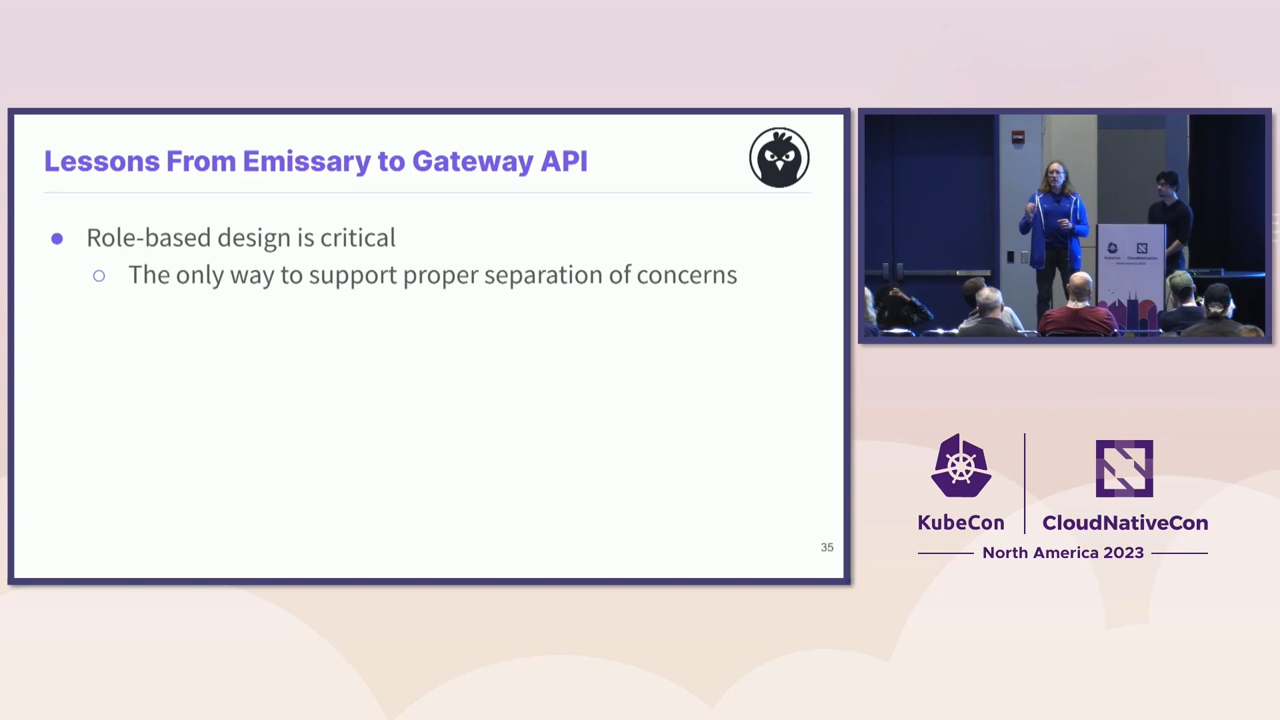 Lessons From Emissary to Gateway API
Role-based design is critical
The only way to support proper separation of concerns
35
KubeCon
CloudNativeCon
North America 2023